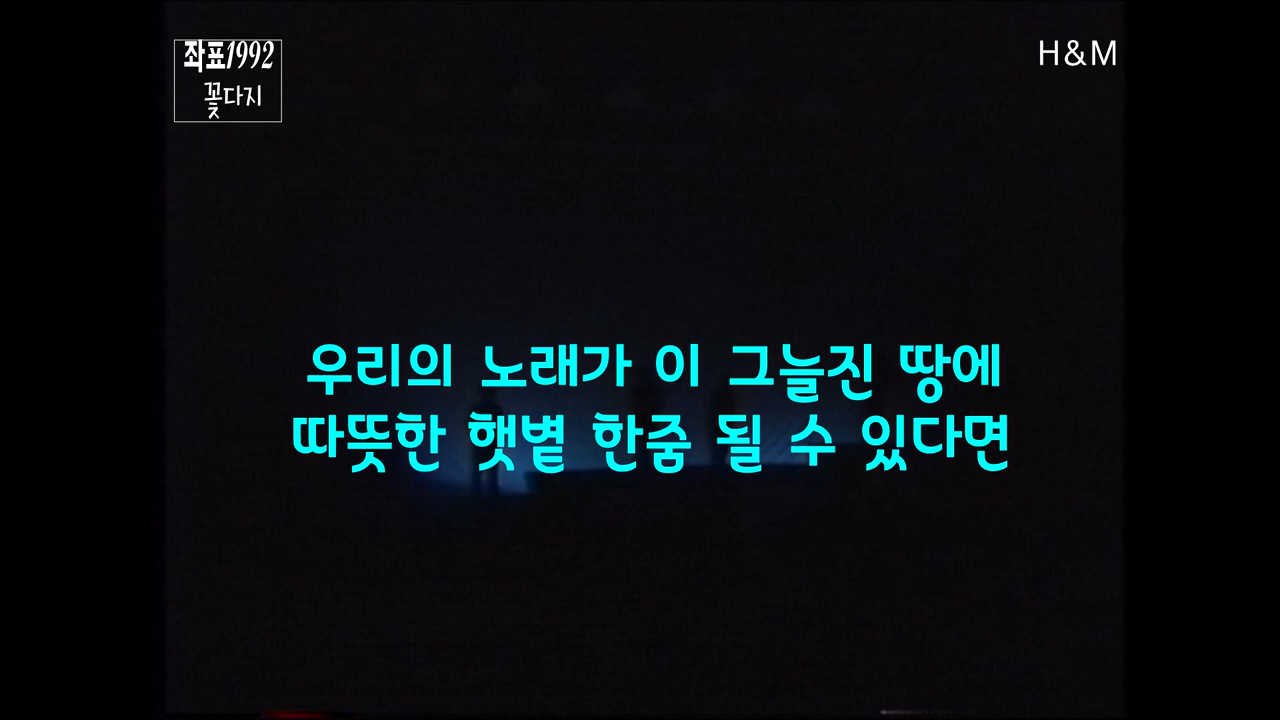 좌표1992
꽃다지
H&M
우리의 노래가 이 그늘진 땅에
따뜻한 햇볕 한줌 될 수 있다면